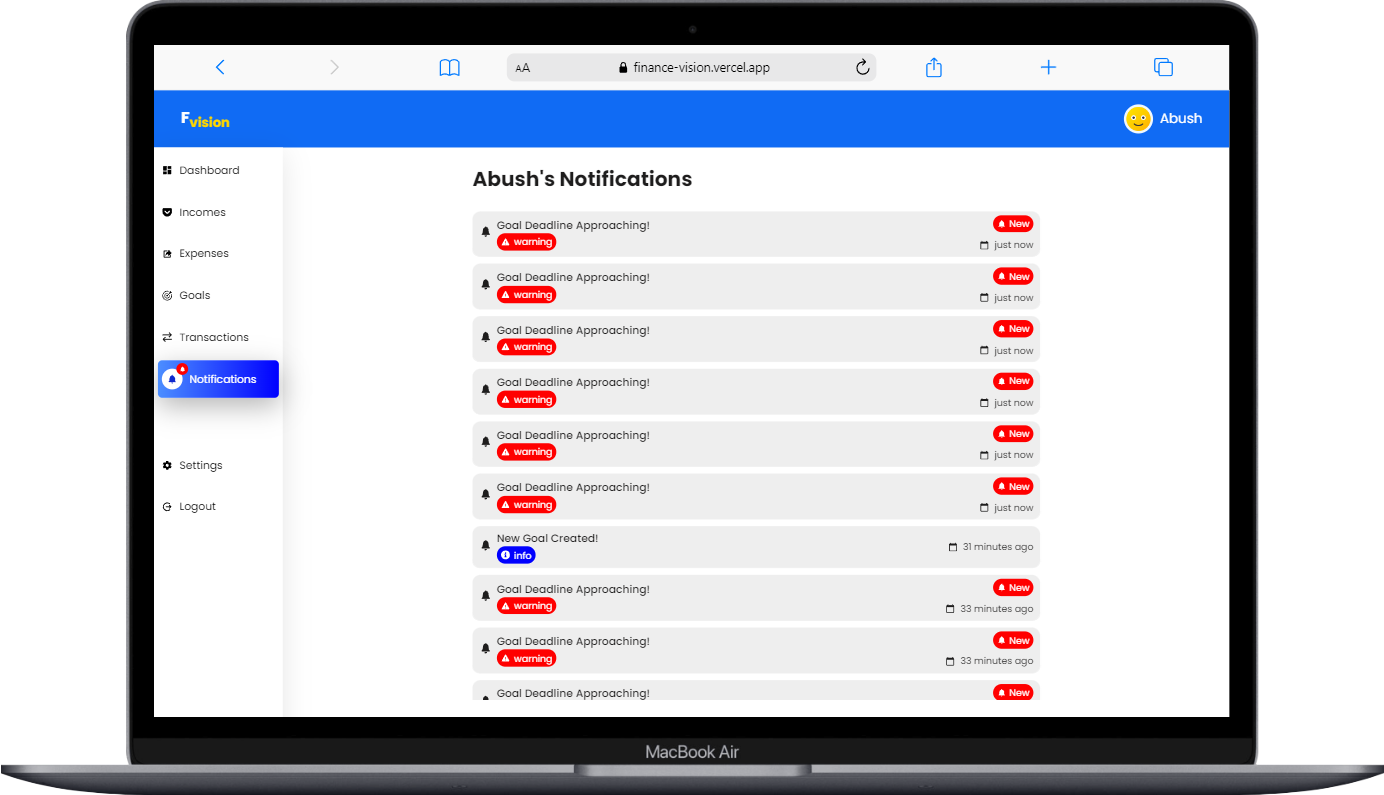 AA finance-vision.vercel.app
Fvision
Abush
Dashboard
Incomes
Expenses
Goals
Transactions
Notifications
Settings
Logout
Abush's Notifications
Goal Deadline Approaching! New
warning just now
Goal Deadline Approaching! New
warning just now
Goal Deadline Approaching! New
warning just now
Goal Deadline Approaching! New
warning just now
Goal Deadline Approaching! New
warning just now
Goal Deadline Approaching! New
warning just now
New Goal Created!
info 31 minutes ago
Goal Deadline Approaching! New
warning 33 minutes ago
Goal Deadline Approaching! New
warning 33 minutes ago
Goal Deadline Approaching! New
MacBook Air